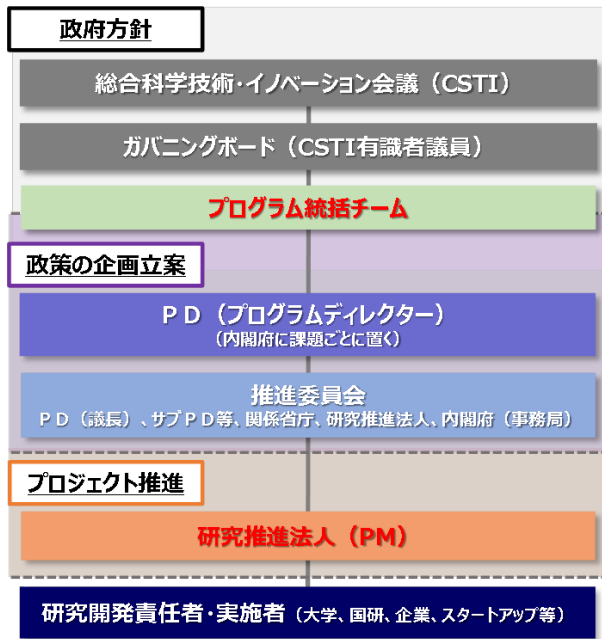 政府方針
総合科学技術・イノベーション会議（CSTI）
ガバニングボード（CSTI有識者議員）
プログラム統括チーム
政策の企画立案
ＰＤ（プログラムディレクター）
（内閣府に課題ごとに置く）
推進委員会
ＰＤ（議長）、サブＰＤ等、関係省庁、研究推進法人、内閣府（事務局）
プロジェクト推進
研究推進法人（PM）
研究開発責任者・実施者（大学、国研、企業、スタートアップ等）